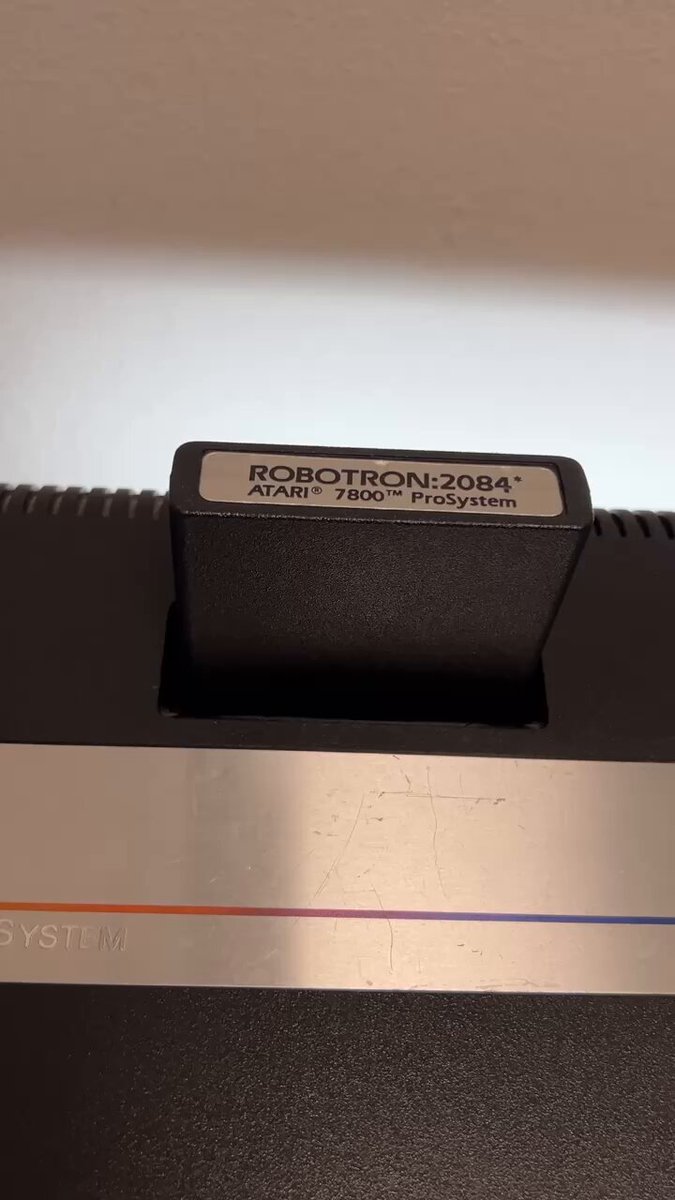 ROBOTRON:2084*
ATARI® 7800™ ProSystem
SYSTEM